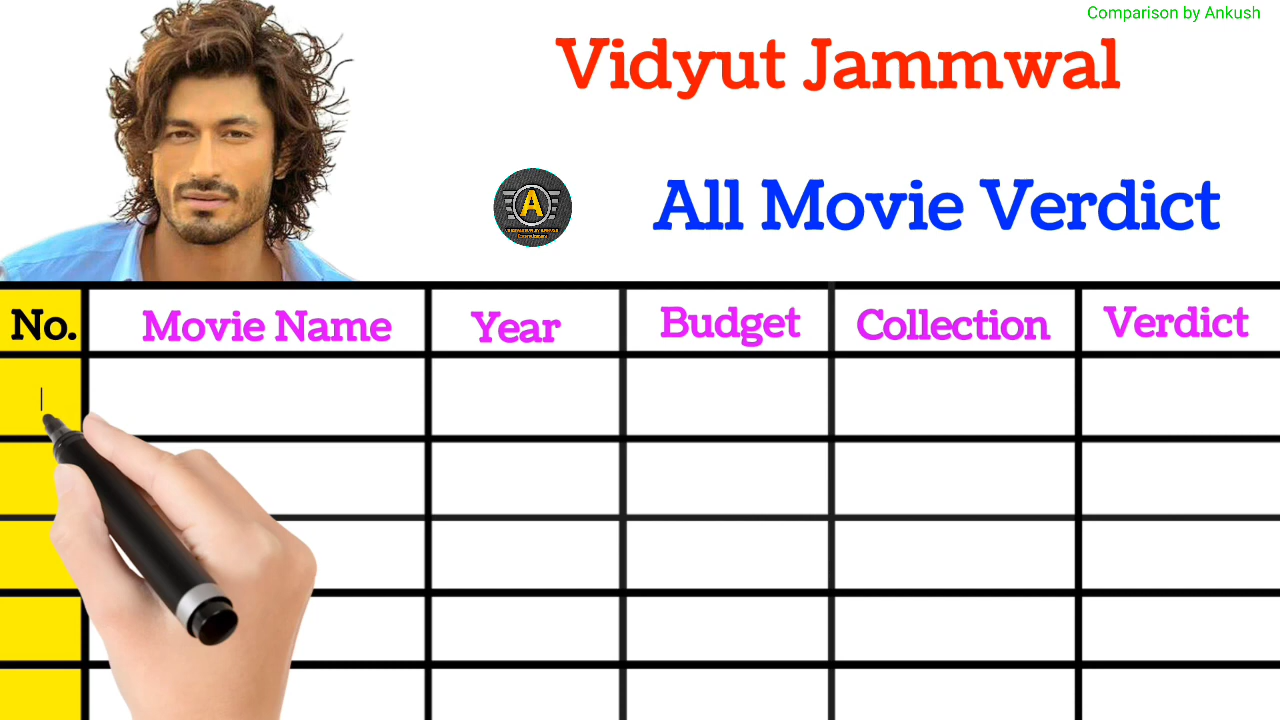 Comparison by Ankush
Vidyut Jammwal
A
All Movie Verdict
No.
Movie Name
Year
Budget
Collection
Verdict